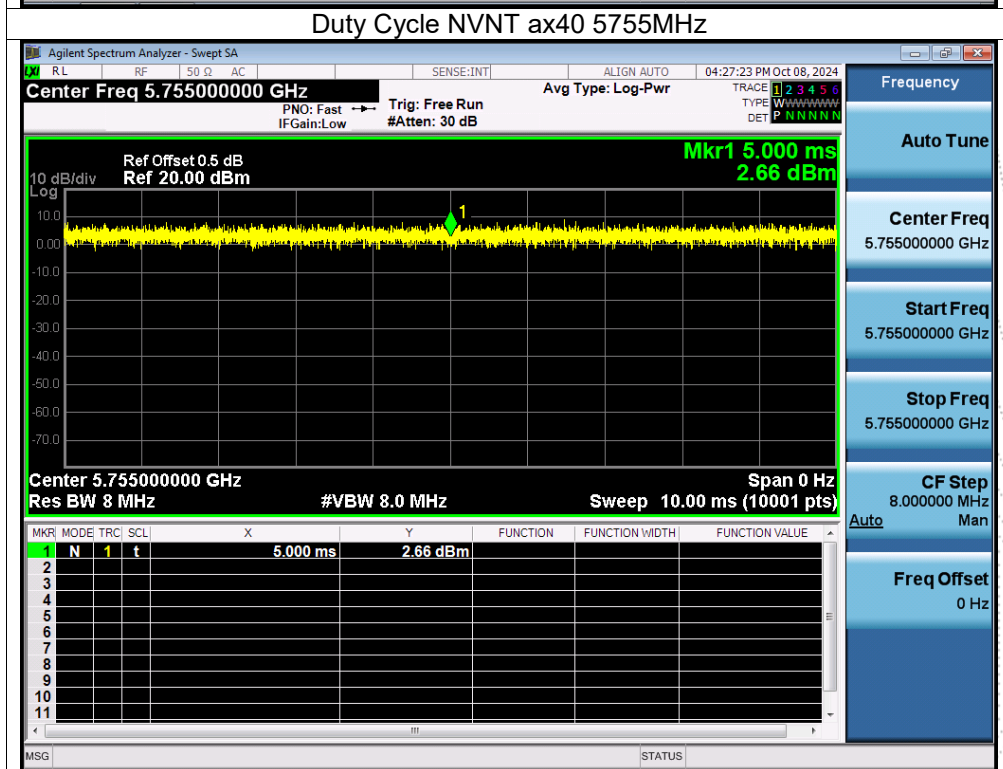 Duty Cycle NVNT ax40 5755MHz
Agilent Spectrum Analyzer - Swept SA
LXI RL RF 50 Ω AC SENSE:INT ALIGN AUTO 04:27:23 PM Oct 08, 2024
Center Freq 5.755000000 GHz
PNO: Fast
IFGain:Low
Trig: Free Run
#Atten: 30 dB
Avg Type: Log-Pwr
TRACE 1 2 3 4 5 6
TYPE WWWWWWW
DET P N N N N N
Ref Offset 0.5 dB
10 dB/div Ref 20.00 dBm
Log
Mkr1 5.000 ms
2.66 dBm
1
10.0
0.00
-10.0
-20.0
-30.0
-40.0
-50.0
-60.0
-70.0
Center 5.755000000 GHz Span 0 Hz
Res BW 8 MHz #VBW 8.0 MHz Sweep 10.00 ms (10001 pts)
MKR MODE TRC SCL X Y FUNCTION FUNCTION WIDTH FUNCTION VALUE
1 N 1 t 5.000 ms 2.66 dBm
2
3
4
5
6
7
8
9
10
11
MSG STATUS
Frequency
Auto Tune
Center Freq
5.755000000 GHz
Start Freq
5.755000000 GHz
Stop Freq
5.755000000 GHz
CF Step
8.000000 MHz
Auto Man
Freq Offset
0 Hz